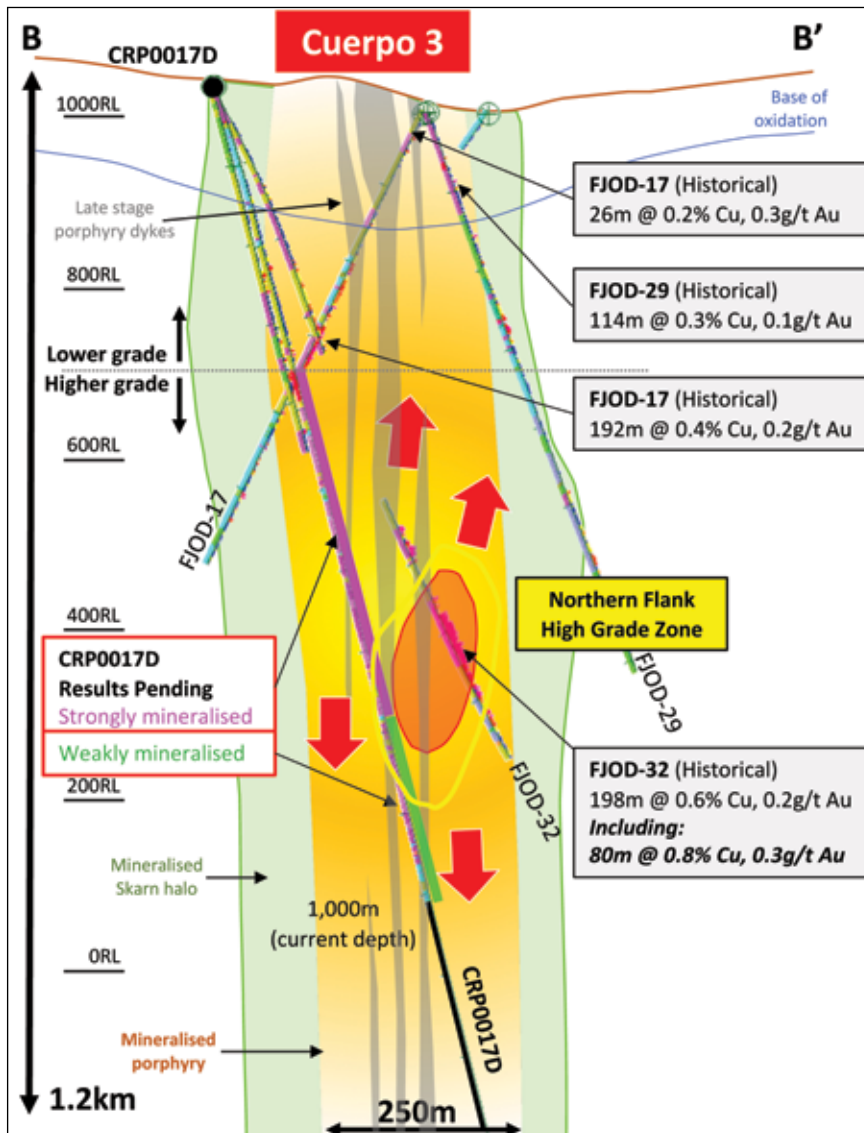 B
Cuerpo 3
B’
CRP0017D
1000RL
Base of
oxidation
FJOD-17 (Historical)
26m @ 0.2% Cu, 0.3g/t Au
Late stage
porphyry dykes
800RL
FJOD-29 (Historical)
114m @ 0.3% Cu, 0.1g/t Au
Lower grade
Higher grade
FJOD-17 (Historical)
192m @ 0.4% Cu, 0.2g/t Au
600RL
FJOD-17
Northern Flank
High Grade Zone
400RL
CRP0017D
Results Pending
Strongly mineralised
Weakly mineralised
FJOD-29
FJOD-32
200RL
FJOD-32 (Historical)
198m @ 0.6% Cu, 0.2g/t Au
Including:
80m @ 0.8% Cu, 0.3g/t Au
Mineralised
Skarn halo
1,000m
(current depth)
0RL
CRP0017D
Mineralised
porphyry
1.2km
250m